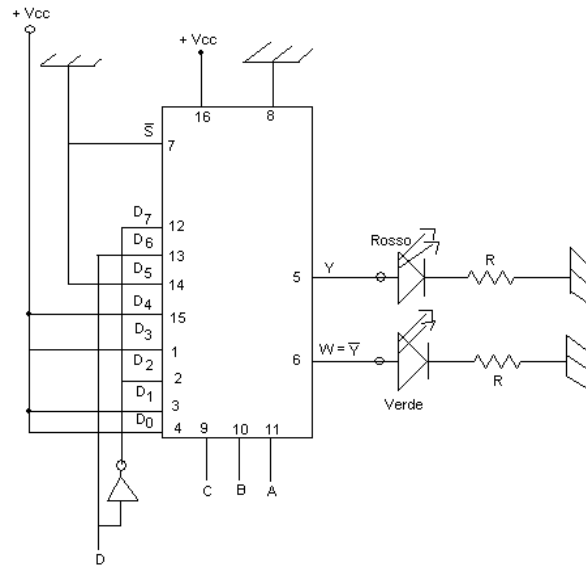 + Vcc
+ Vcc
16
8
S̅
7
D7
12
D6
13
Rosso
D5
14
5
Y
R
D4
15
D3
1
6
W = Y̅
D2
2
R
D1
3
Verde
D0
4
9
10
11
C
B
A
D